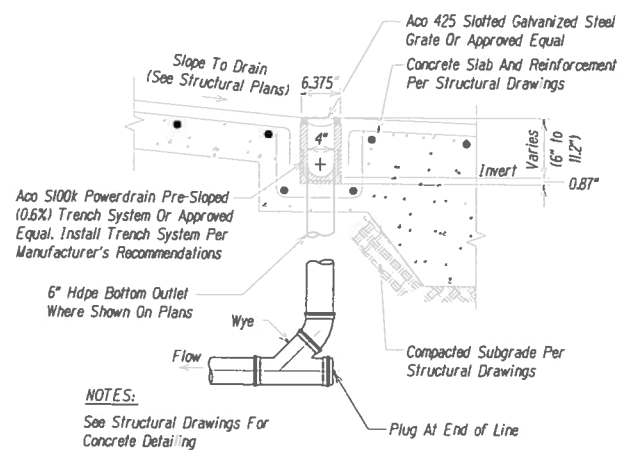 Aco 425 Slotted Galvanized Steel
Grate Or Approved Equal
Slope To Drain
(See Structural Plans)
6.375"
Concrete Slab And Reinforcement
Per Structural Drawings
4"
Varies
(6" to
11.2")
Invert
0.87"
Aco S100k Powerdrain Pre-Sloped
(0.6%) Trench System Or Approved
Equal. Install Trench System Per
Manufacturer's Recommendations
6" Hdpe Bottom Outlet
Where Shown On Plans
Wye
Flow
Compacted Subgrade Per
Structural Drawings
NOTES:
See Structural Drawings For
Concrete Detailing
Plug At End of Line